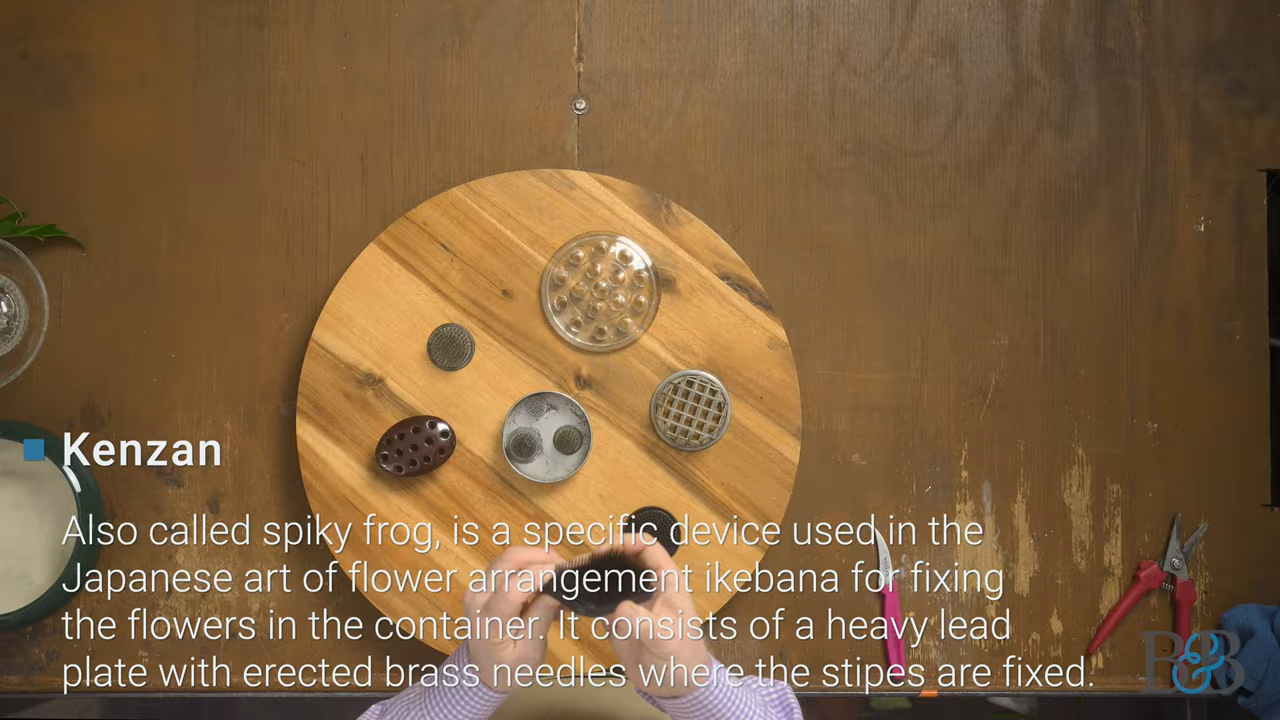 Kenzan
Also called spiky frog, is a specific device used in the
Japanese art of flower arrangement ikebana for fixing
the flowers in the container. It consists of a heavy lead
plate with erected brass needles where the stipes are fixed.
B&B